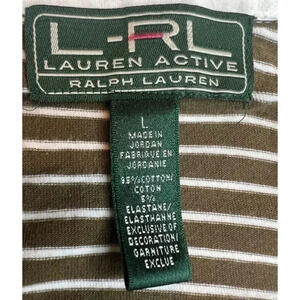 L-RL
LAUREN ACTIVE
RALPH LAUREN
L
MADE IN
JORDAN
FABRIQUE EN
JORDANIE
95%COTTON/
COTON
5%
ELASTANE/
ELASTHANNE
EXCLUSIVE OF
DECORATION/
GARNITURE
EXCLUE